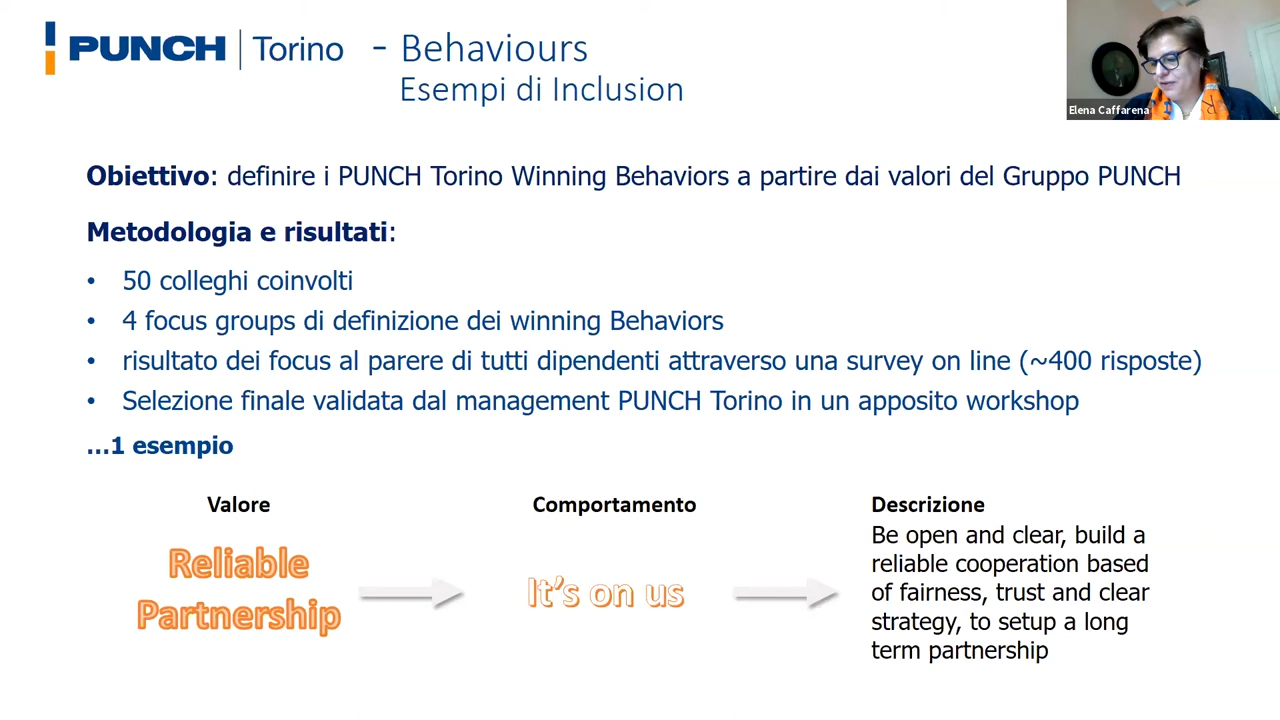 PUNCH Torino - Behaviours
Esempi di Inclusion
Elena Caffarena
Obiettivo: definire i PUNCH Torino Winning Behaviors a partire dai valori del Gruppo PUNCH
Metodologia e risultati:
• 50 colleghi coinvolti
• 4 focus groups di definizione dei winning Behaviors
• risultato dei focus al parere di tutti dipendenti attraverso una survey on line (~400 risposte)
• Selezione finale validata dal management PUNCH Torino in un apposito workshop
...1 esempio
Valore
Reliable
Partnership
Comportamento
It's on us
Descrizione
Be open and clear, build a
reliable cooperation based
of fairness, trust and clear
strategy, to setup a long
term partnership